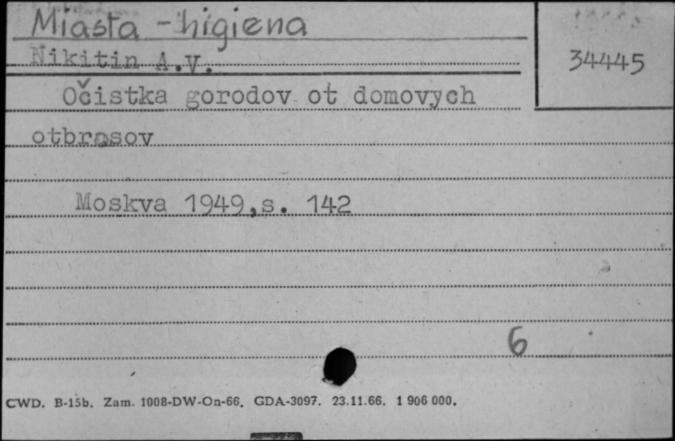 Miasta - higiena
34445
Nikitin A.V.
Očistka gorodov ot domovych
otbrosov
Moskva 1949, s. 142
6
CWD. B-15b. Zam. 1008-DW-On-66. GDA-3097. 23.11.66. 1 906 000.